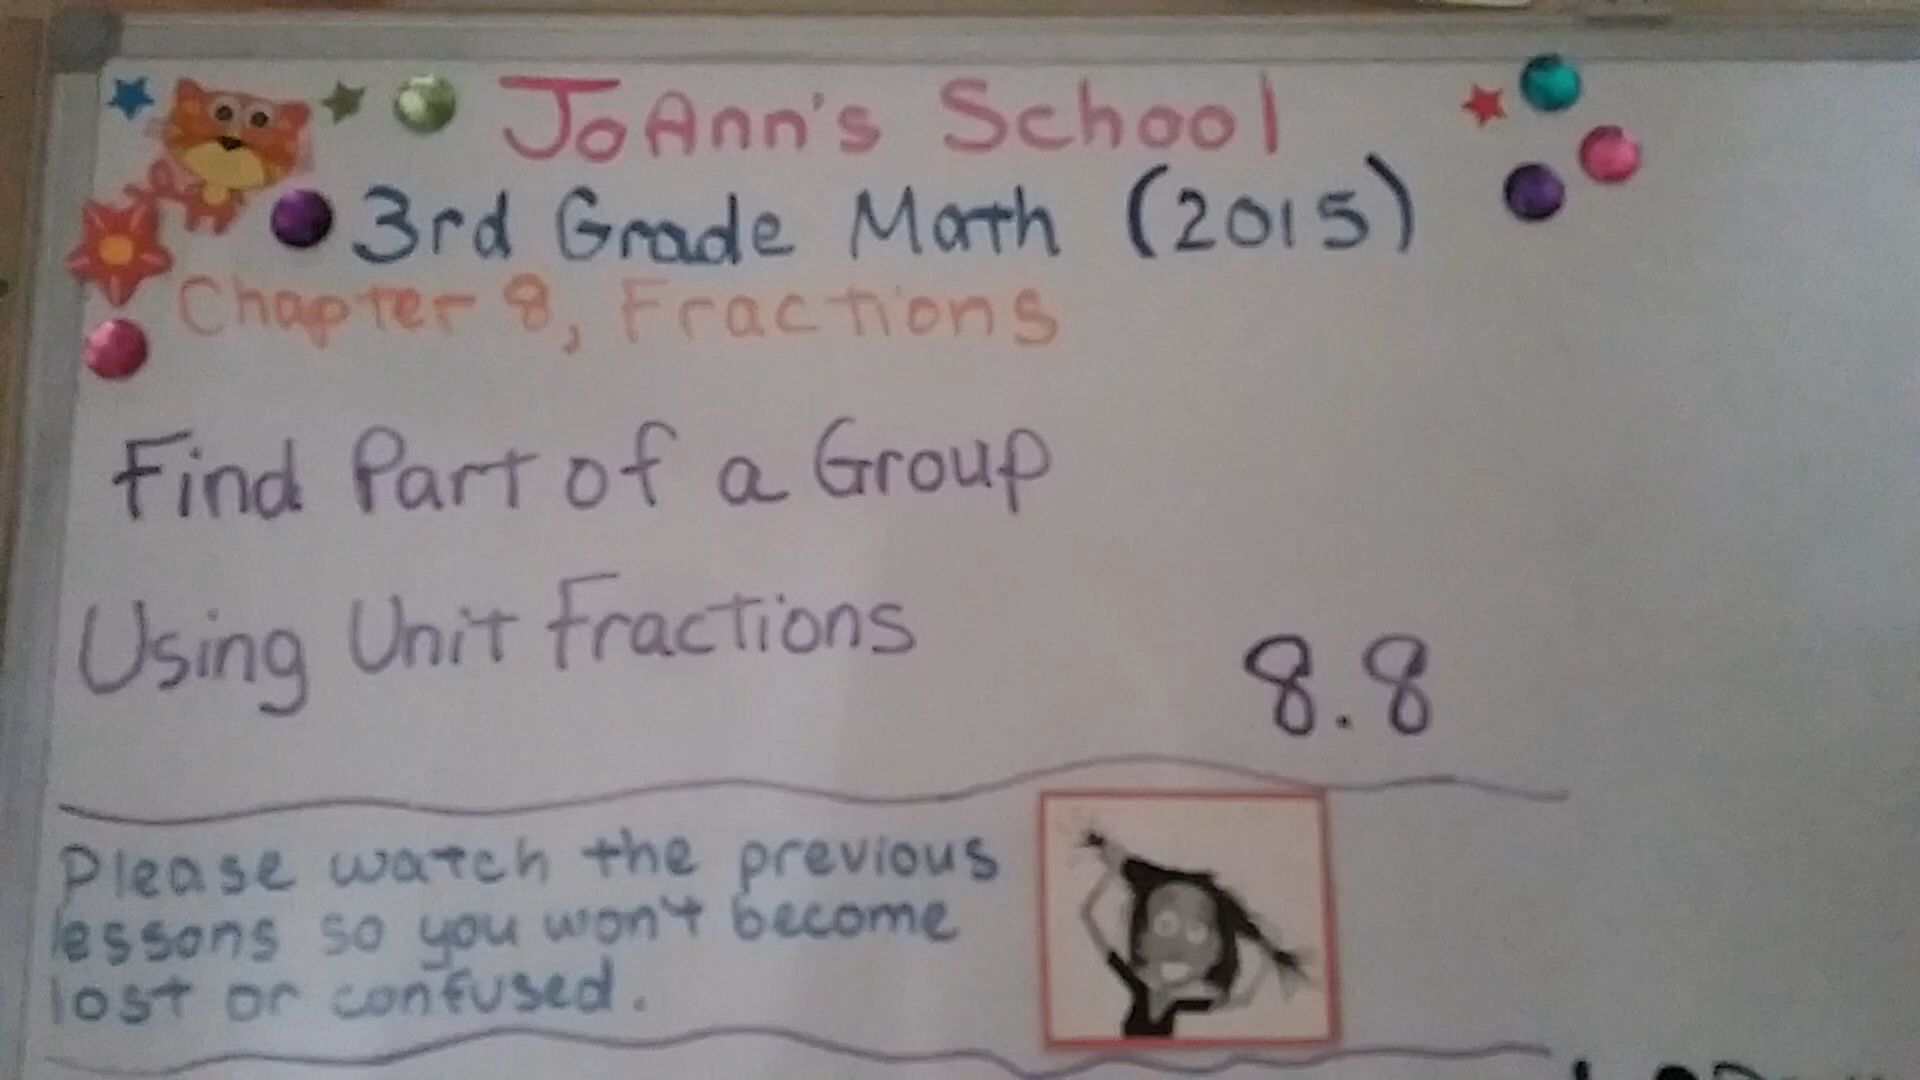 JoAnn's School
3rd Grade Math (2015)
Chapter 8, Fractions
Find Part of a Group
Using Unit Fractions
8.8
Please watch the previous
lessons so you won't become
lost or confused.